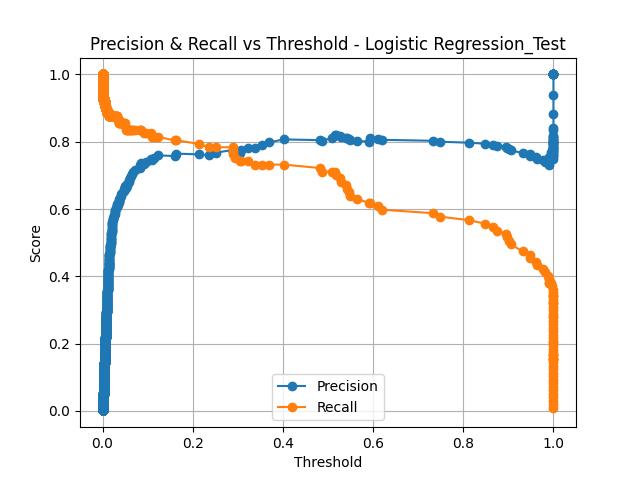 Precision & Recall vs Threshold - Logistic Regression_Test
1.0
0.8
0.6
0.4
0.2
0.0
Score
Precision
Recall
0.0 0.2 0.4 0.6 0.8 1.0
Threshold